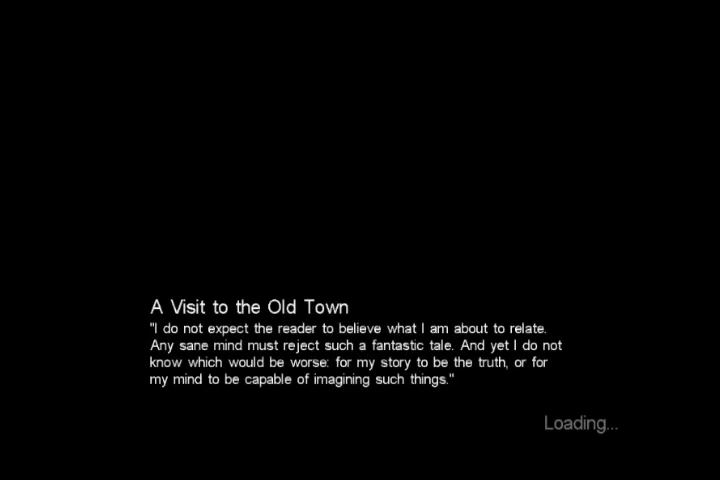 A Visit to the Old Town
"I do not expect the reader to believe what I am about to relate.
Any sane mind must reject such a fantastic tale. And yet I do not
know which would be worse: for my story to be the truth, or for
my mind to be capable of imagining such things."
Loading...